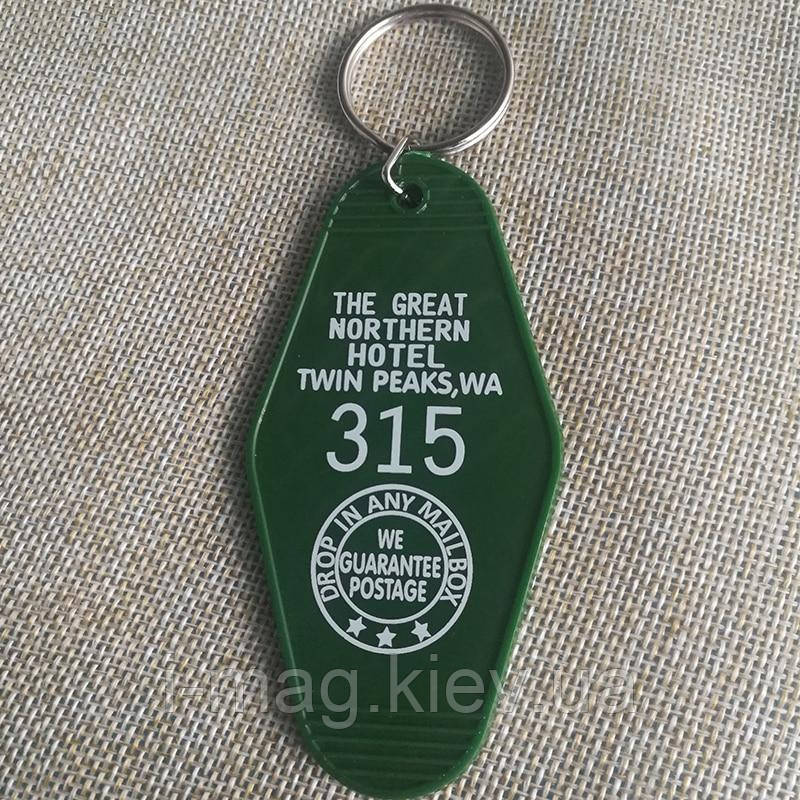 THE GREAT
NORTHERN
HOTEL
TWIN PEAKS,WA
315
DROP IN ANY MAILBOX
WE
GUARANTEE
POSTAGE
i-mag.kiev.ua